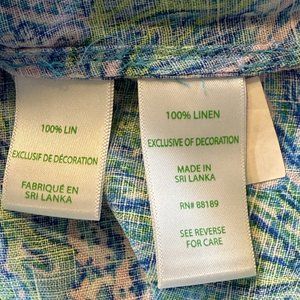 100% LIN
EXCLUSIF DE DÉCORATION
FABRIQUÉ EN
SRI LANKA
100% LINEN
EXCLUSIVE OF DECORATION
MADE IN
SRI LANKA
RN# 88189
SEE REVERSE
FOR CARE